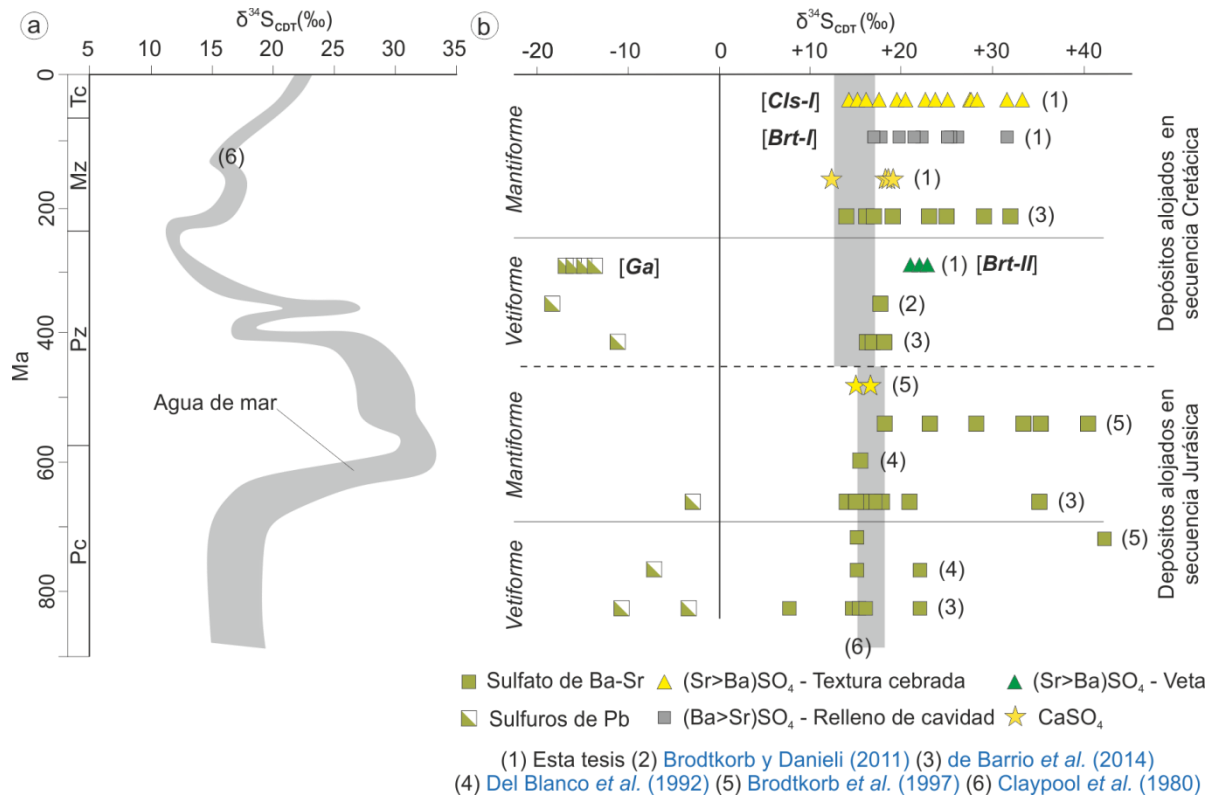 a
δ³⁴S_CDT(‰)
5 10 15 20 25 30 35
0
200
400
600
800
Ma
Tc
Mz
Pz
Pc
(6)
Agua de mar
b
δ³⁴S_CDT(‰)
-20 -10 0 +10 +20 +30 +40
Mantiforme
[Cls-I] (1)
[Brt-I] (1)
(1)
(3)
Vetiforme
[Ga] (1) [Brt-II]
(2)
(3)
Depósitos alojados en
secuencia Cretácica
Mantiforme
(5)
(5)
(4)
(3)
Vetiforme
(5)
(4)
(3)
(6)
Depósitos alojados en
secuencia Jurásica
Sulfato de Ba-Sr (Sr>Ba)SO₄ - Textura cebrada (Sr>Ba)SO₄ - Veta
Sulfuros de Pb (Ba>Sr)SO₄ - Relleno de cavidad CaSO₄
(1) Esta tesis (2) Brodtkorb y Danieli (2011) (3) de Barrio et al. (2014)
(4) Del Blanco et al. (1992) (5) Brodtkorb et al. (1997) (6) Claypool et al. (1980)